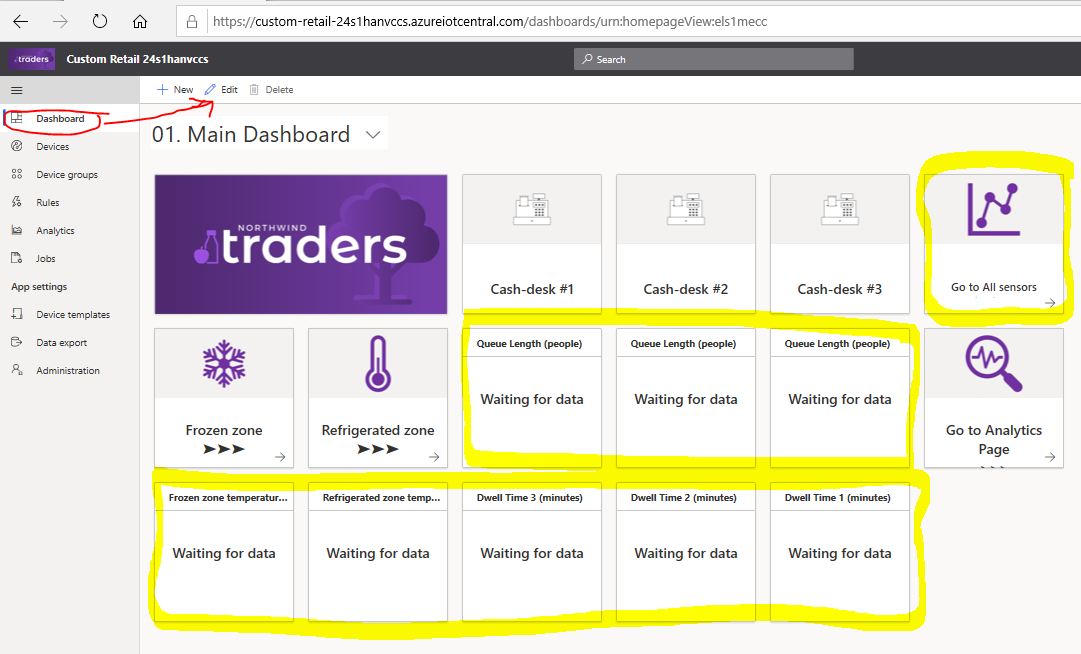 https://custom-retail-24s1hanvccs.azureiotcentral.com/dashboards/urn:homepageView:els1mecc
traders
Custom Retail 24s1hanvccs
Search
New
Edit
Delete
Dashboard
Devices
Device groups
Rules
Analytics
Jobs
App settings
Device templates
Data export
Administration
01. Main Dashboard
NORTHWIND
traders
Cash-desk #1
Cash-desk #2
Cash-desk #3
Go to All sensors
Frozen zone
➤➤➤
Refrigerated zone
➤➤➤
Queue Length (people)
Waiting for data
Queue Length (people)
Waiting for data
Queue Length (people)
Waiting for data
Go to Analytics
Page
Frozen zone temperatur...
Waiting for data
Refrigerated zone temp...
Waiting for data
Dwell Time 3 (minutes)
Waiting for data
Dwell Time 2 (minutes)
Waiting for data
Dwell Time 1 (minutes)
Waiting for data